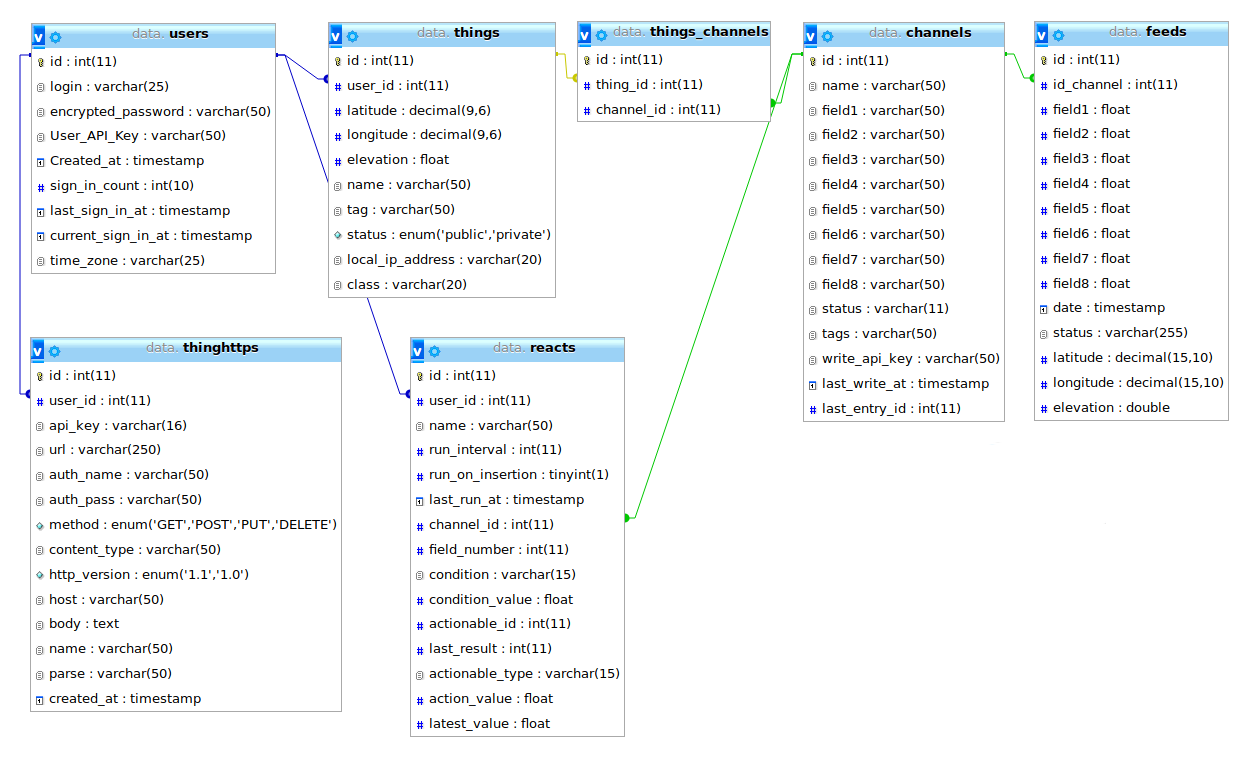 data. users
id : int(11)
login : varchar(25)
encrypted_password : varchar(50)
User_API_Key : varchar(50)
Created_at : timestamp
sign_in_count : int(10)
last_sign_in_at : timestamp
current_sign_in_at : timestamp
time_zone : varchar(25)
data. things
id : int(11)
user_id : int(11)
latitude : decimal(9,6)
longitude : decimal(9,6)
elevation : float
name : varchar(50)
tag : varchar(50)
status : enum('public','private')
local_ip_address : varchar(20)
class : varchar(20)
data. things_channels
id : int(11)
thing_id : int(11)
channel_id : int(11)
data. channels
id : int(11)
name : varchar(50)
field1 : varchar(50)
field2 : varchar(50)
field3 : varchar(50)
field4 : varchar(50)
field5 : varchar(50)
field6 : varchar(50)
field7 : varchar(50)
field8 : varchar(50)
status : varchar(11)
tags : varchar(50)
write_api_key : varchar(50)
last_write_at : timestamp
last_entry_id : int(11)
data. feeds
id : int(11)
id_channel : int(11)
field1 : float
field2 : float
field3 : float
field4 : float
field5 : float
field6 : float
field7 : float
field8 : float
date : timestamp
status : varchar(255)
latitude : decimal(15,10)
longitude : decimal(15,10)
elevation : double
data. thinghttps
id : int(11)
user_id : int(11)
api_key : varchar(16)
url : varchar(250)
auth_name : varchar(50)
auth_pass : varchar(50)
method : enum('GET','POST','PUT','DELETE')
content_type : varchar(50)
http_version : enum('1.1','1.0')
host : varchar(50)
body : text
name : varchar(50)
parse : varchar(50)
created_at : timestamp
data. reacts
id : int(11)
user_id : int(11)
name : varchar(50)
run_interval : int(11)
run_on_insertion : tinyint(1)
last_run_at : timestamp
channel_id : int(11)
field_number : int(11)
condition : varchar(15)
condition_value : float
actionable_id : int(11)
last_result : int(11)
actionable_type : varchar(15)
action_value : float
latest_value : float